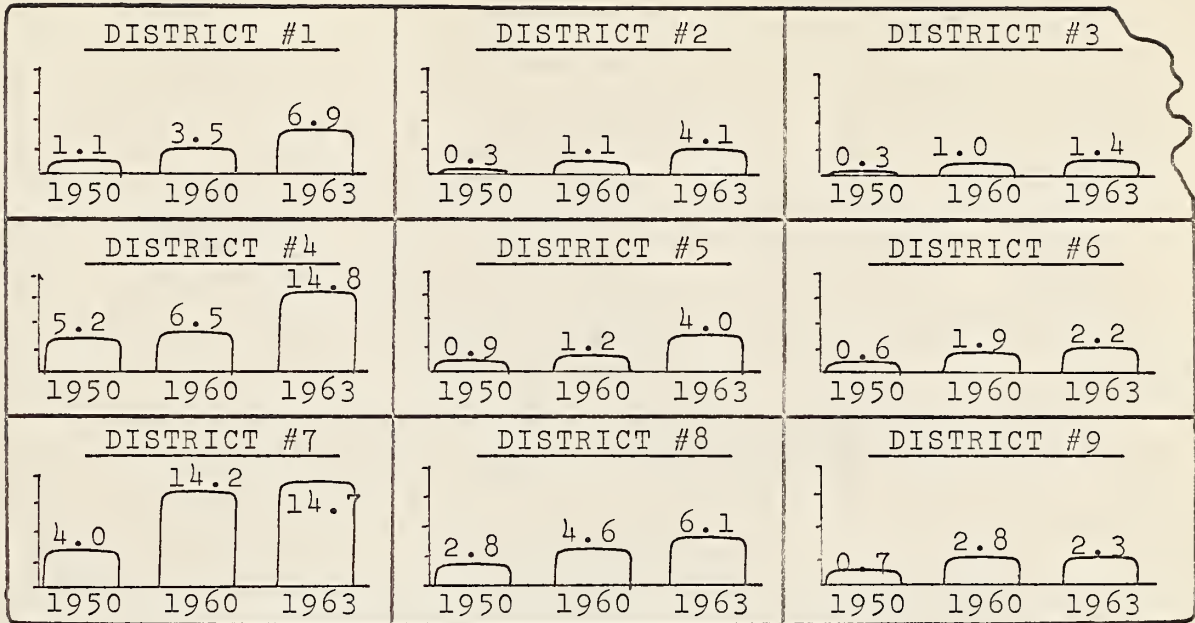 DISTRICT #1
1.1 3.5 6.9
1950 1960 1963
DISTRICT #2
0.3 1.1 4.1
1950 1960 1963
DISTRICT #3
0.3 1.0 1.4
1950 1960 1963
DISTRICT #4
5.2 6.5 14.8
1950 1960 1963
DISTRICT #5
0.9 1.2 4.0
1950 1960 1963
DISTRICT #6
0.6 1.9 2.2
1950 1960 1963
DISTRICT #7
4.0 14.2 14.7
1950 1960 1963
DISTRICT #8
2.8 4.6 6.1
1950 1960 1963
DISTRICT #9
0.7 2.8 2.3
1950 1960 1963